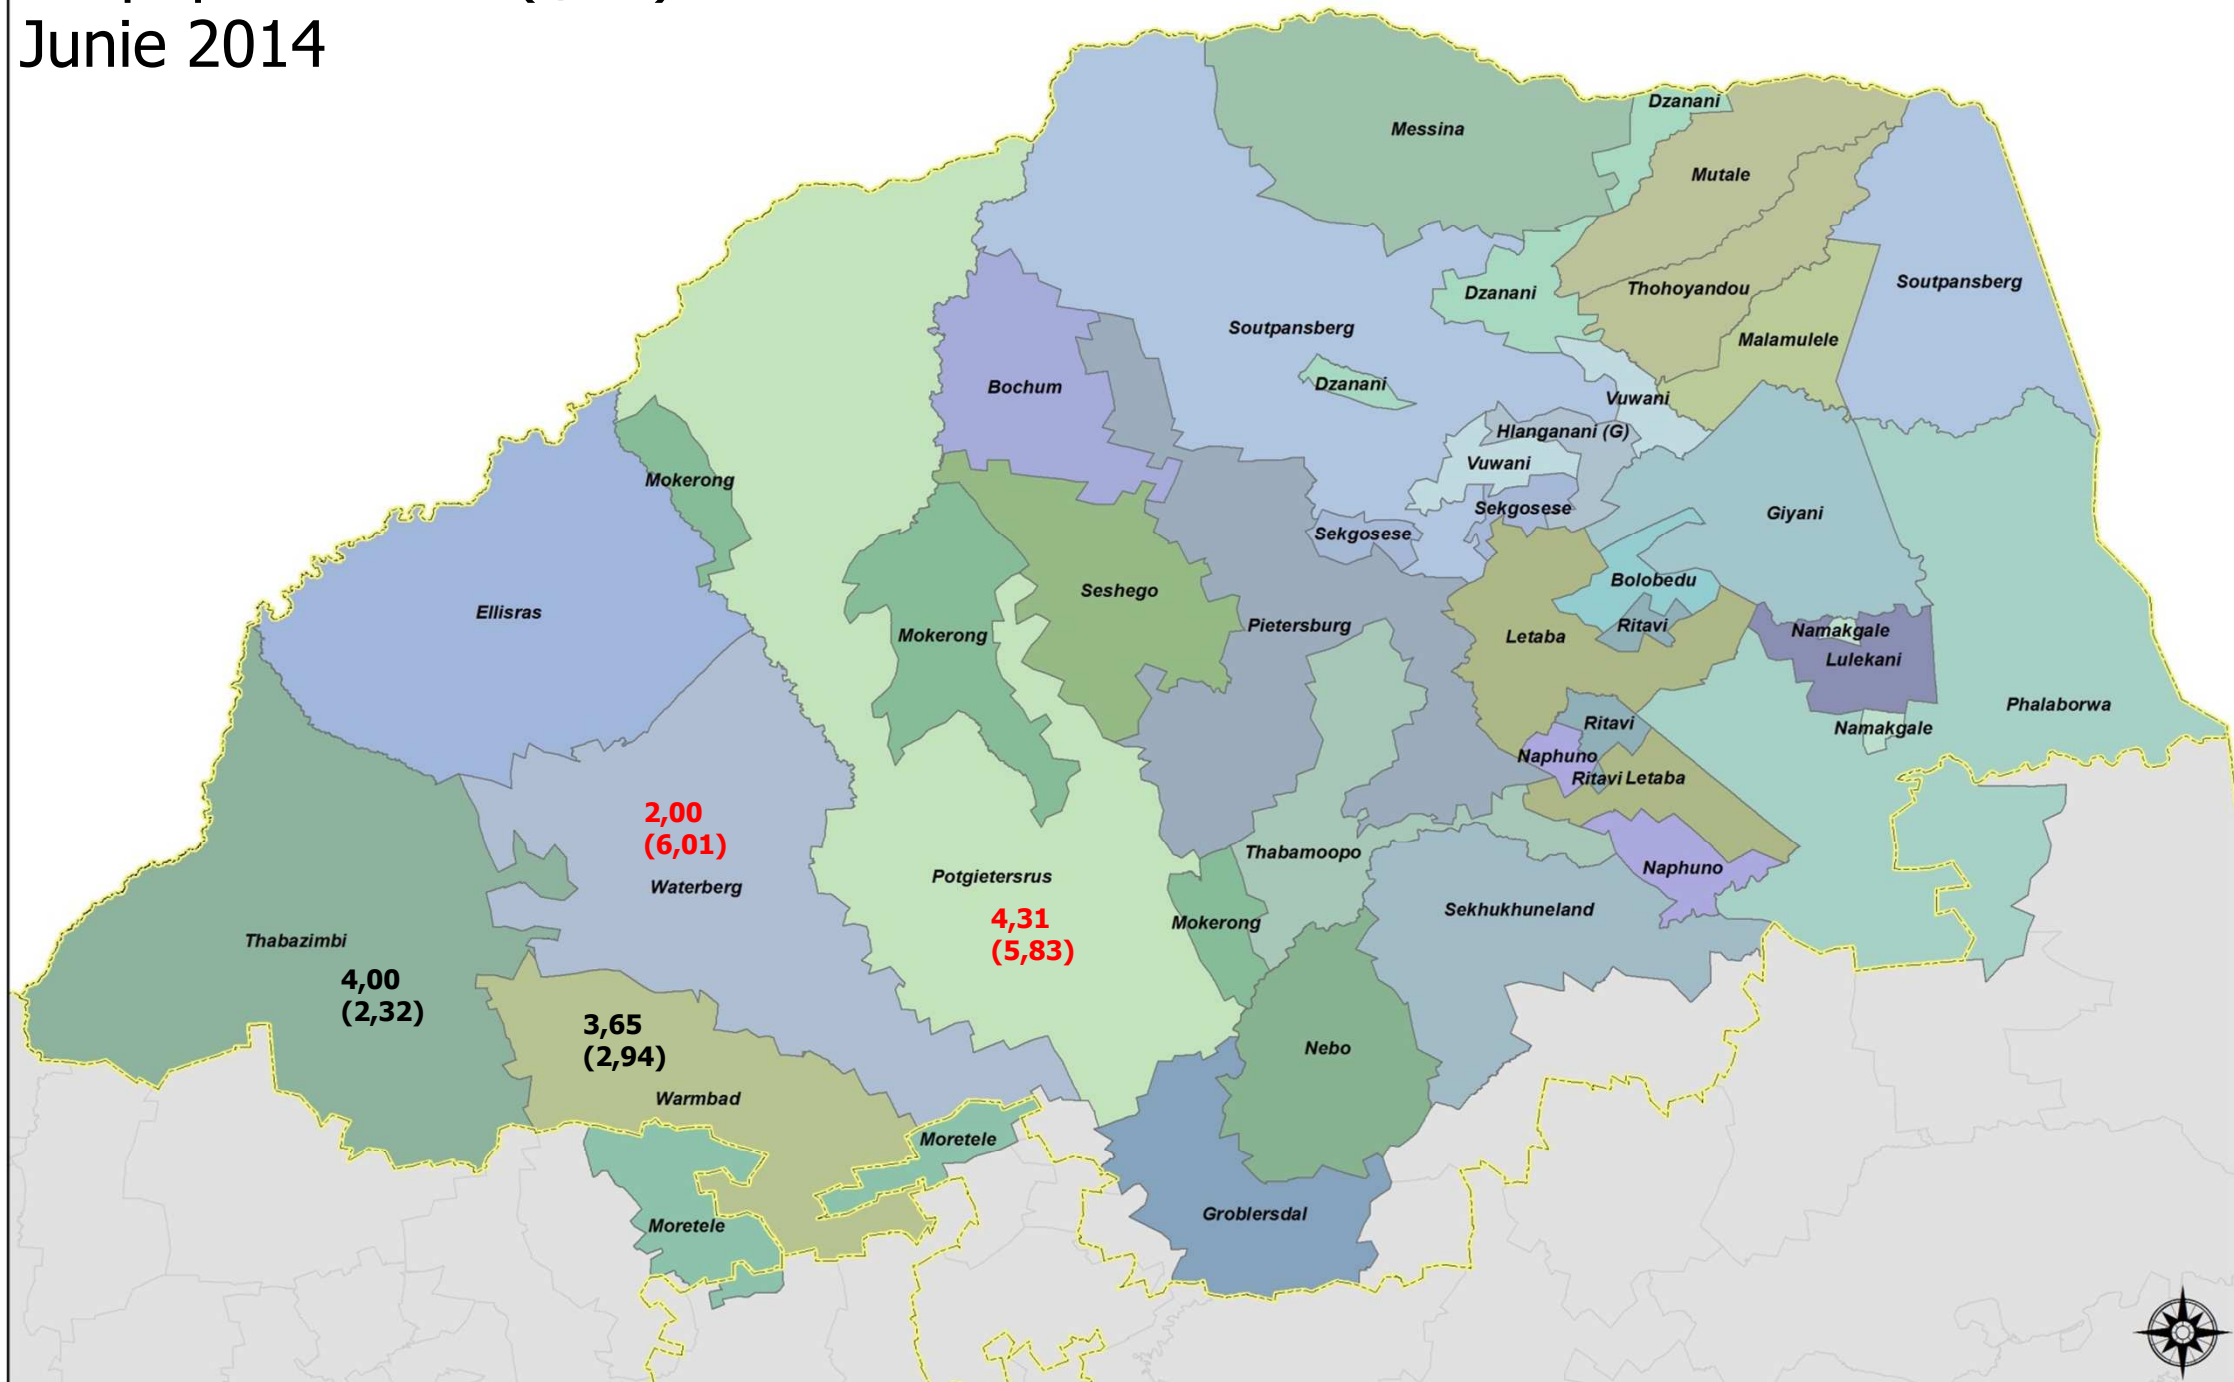 Junie 2014
Dzanani
Messina
Mutale
Soutpansberg
Thohoyandou
Dzanani
Soutpansberg
Malamulele
Dzanani
Bochum
Vuwani
Hlanganani (G)
Vuwani
Mokerong
Sekgosese
Giyani
Sekgosese
Bolobedu
Seshego
Ellisras
Ritavi
Pietersburg
Namakgale
Mokerong
Letaba
Lulekani
Phalaborwa
Ritavi
Namakgale
Naphuno
Ritavi
Letaba
2,00
(6,01)
Waterberg
Thabamoopo
Naphuno
Potgietersrus
4,31
(5,83)
Sekhukhuneland
Mokerong
Thabazimbi
4,00
(2,32)
3,65
(2,94)
Nebo
Warmbad
Moretele
Groblersdal
Moretele